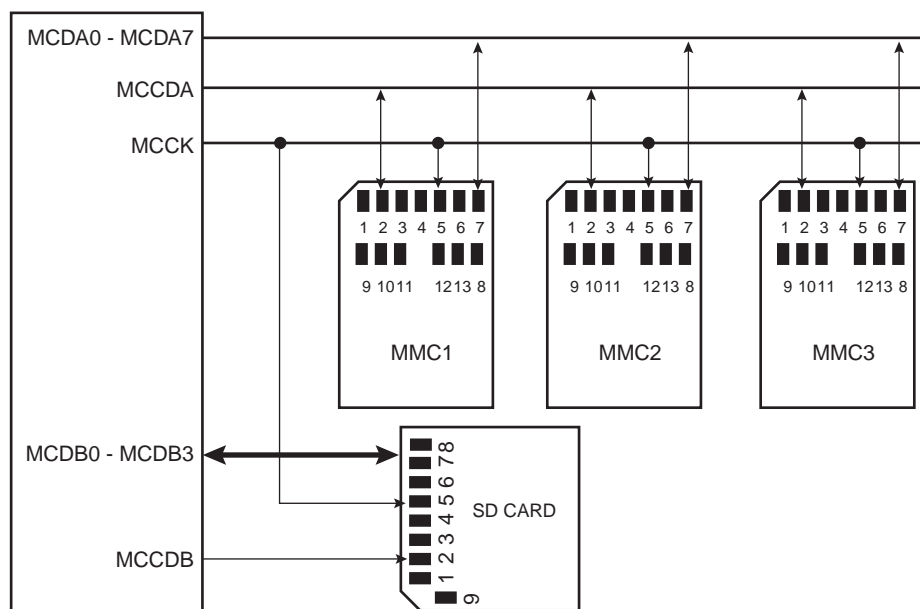 MCDA0 - MCDA7
MCCDA
MCCK
1 2 3 4 5 6 7
9 10 11 12 13 8
MMC1
1 2 3 4 5 6 7
9 10 11 12 13 8
MMC2
1 2 3 4 5 6 7
9 10 11 12 13 8
MMC3
MCDB0 - MCDB3
MCCDB
1 2 3 4 5 6 7 8
9
SD CARD